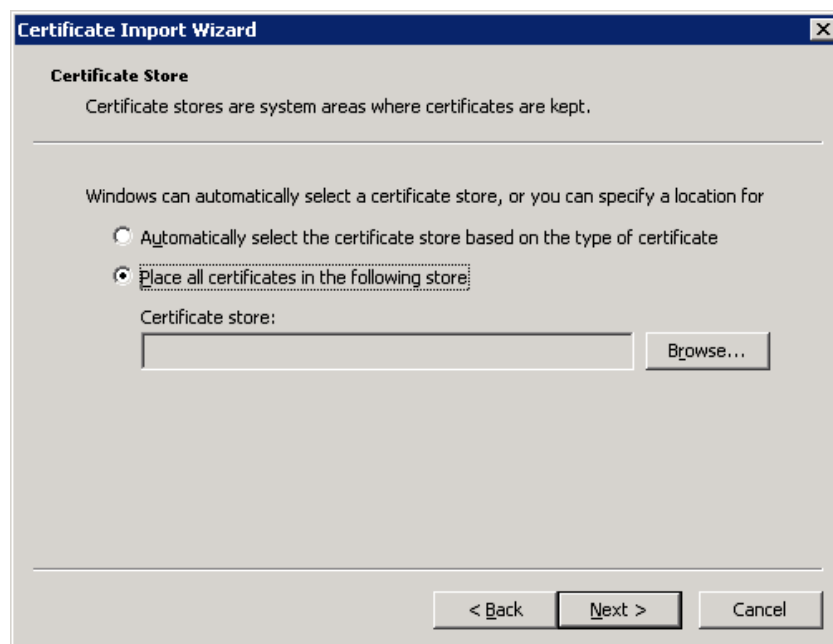 Certificate Import Wizard
Certificate Store
Certificate stores are system areas where certificates are kept.
Windows can automatically select a certificate store, or you can specify a location for
Automatically select the certificate store based on the type of certificate
Place all certificates in the following store
Certificate store:
Browse...
< Back
Next >
Cancel